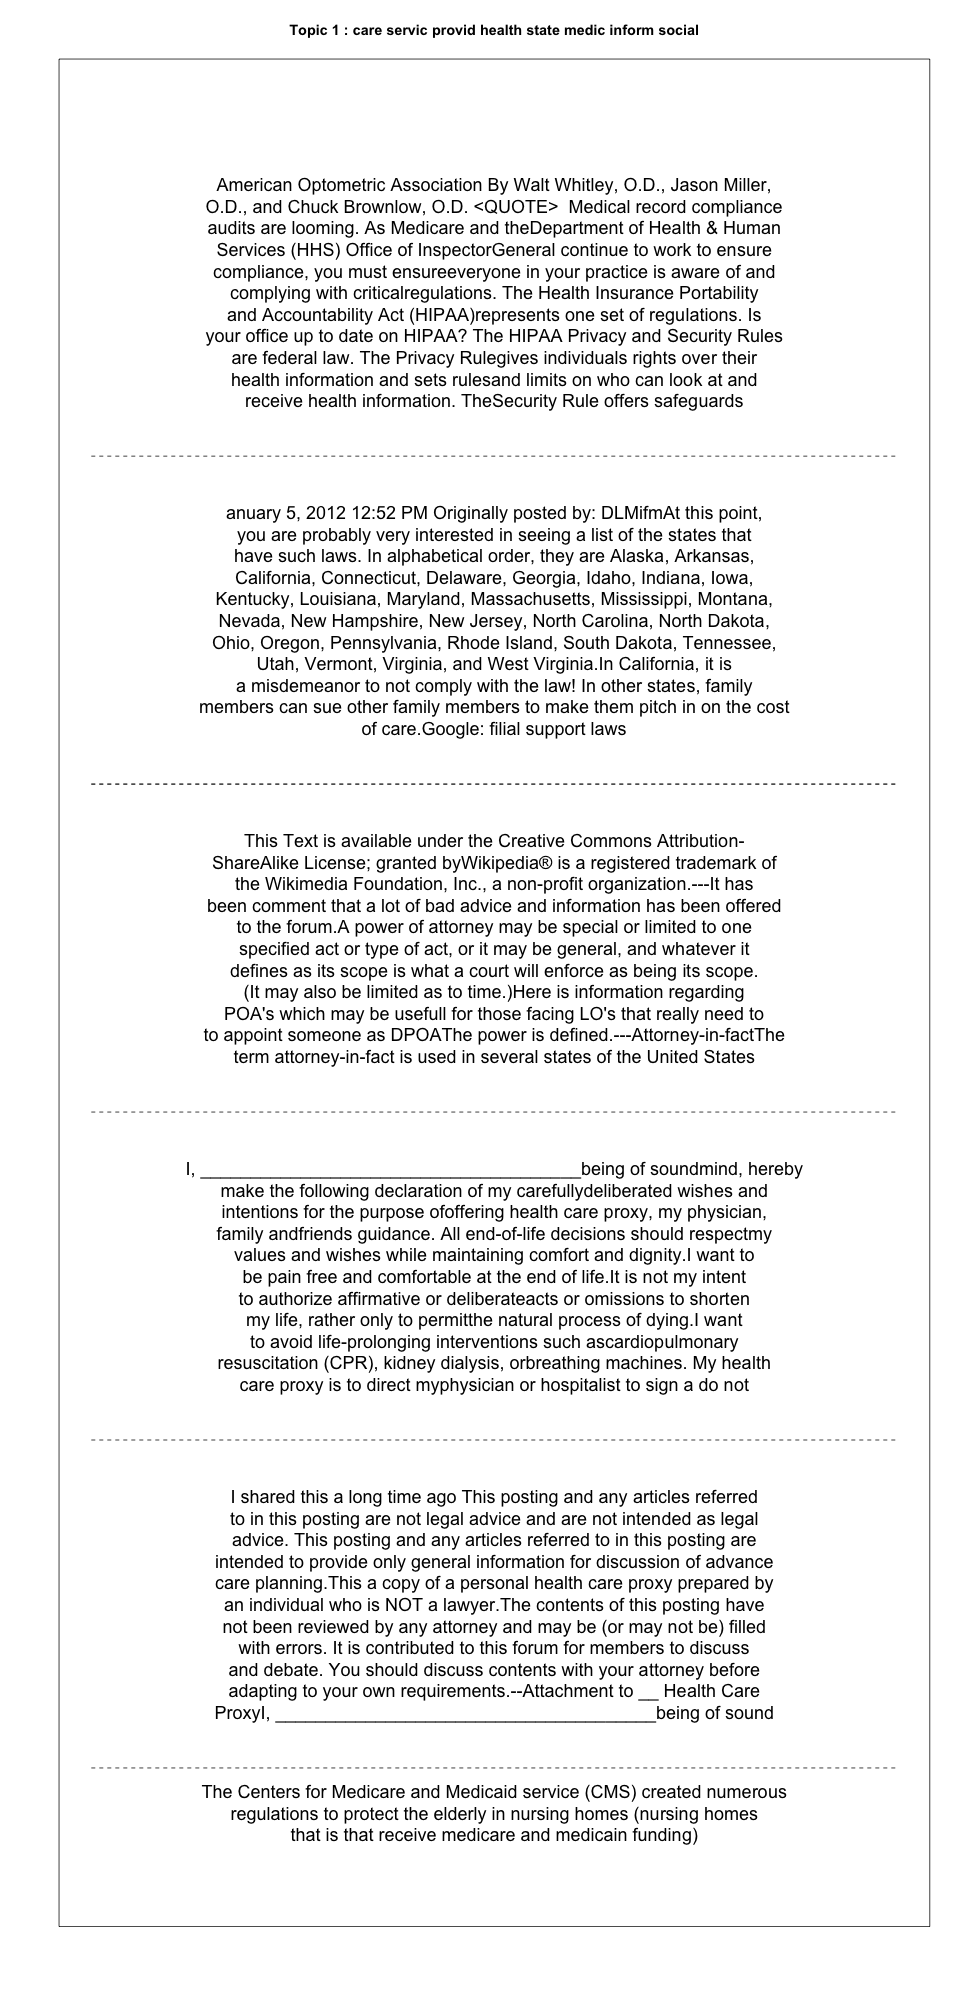 Topic 1 : care servic provid health state medic inform social
American Optometric Association By Walt Whitley, O.D., Jason Miller,
O.D., and Chuck Brownlow, O.D. <QUOTE>  Medical record compliance
audits are looming. As Medicare and theDepartment of Health & Human
Services (HHS) Office of InspectorGeneral continue to work to ensure
compliance, you must ensureeveryone in your practice is aware of and
complying with criticalregulations. The Health Insurance Portability
and Accountability Act (HIPAA)represents one set of regulations. Is
your office up to date on HIPAA? The HIPAA Privacy and Security Rules
are federal law. The Privacy Rulegives individuals rights over their
health information and sets rulesand limits on who can look at and
receive health information. TheSecurity Rule offers safeguards
anuary 5, 2012 12:52 PM Originally posted by: DLMifmAt this point,
you are probably very interested in seeing a list of the states that
have such laws. In alphabetical order, they are Alaska, Arkansas,
California, Connecticut, Delaware, Georgia, Idaho, Indiana, Iowa,
Kentucky, Louisiana, Maryland, Massachusetts, Mississippi, Montana,
Nevada, New Hampshire, New Jersey, North Carolina, North Dakota,
Ohio, Oregon, Pennsylvania, Rhode Island, South Dakota, Tennessee,
Utah, Vermont, Virginia, and West Virginia.In California, it is
a misdemeanor to not comply with the law! In other states, family
members can sue other family members to make them pitch in on the cost
of care.Google: filial support laws
This Text is available under the Creative Commons Attribution-
ShareAlike License; granted byWikipedia® is a registered trademark of
the Wikimedia Foundation, Inc., a non-profit organization.---It has
been comment that a lot of bad advice and information has been offered
to the forum.A power of attorney may be special or limited to one
specified act or type of act, or it may be general, and whatever it
defines as its scope is what a court will enforce as being its scope.
(It may also be limited as to time.)Here is information regarding
POA's which may be usefull for those facing LO's that really need to
to appoint someone as DPOAThe power is defined.---Attorney-in-factThe
term attorney-in-fact is used in several states of the United States
I, ______________________________________being of soundmind, hereby
make the following declaration of my carefullydeliberated wishes and
intentions for the purpose ofoffering health care proxy, my physician,
family andfriends guidance. All end-of-life decisions should respectmy
values and wishes while maintaining comfort and dignity.I want to
be pain free and comfortable at the end of life.It is not my intent
to authorize affirmative or deliberateacts or omissions to shorten
my life, rather only to permitthe natural process of dying.I want
to avoid life-prolonging interventions such ascardiopulmonary
resuscitation (CPR), kidney dialysis, orbreathing machines. My health
care proxy is to direct myphysician or hospitalist to sign a do not
I shared this a long time ago This posting and any articles referred
to in this posting are not legal advice and are not intended as legal
advice. This posting and any articles referred to in this posting are
intended to provide only general information for discussion of advance
care planning.This a copy of a personal health care proxy prepared by
an individual who is NOT a lawyer.The contents of this posting have
not been reviewed by any attorney and may be (or may not be) filled
with errors. It is contributed to this forum for members to discuss
and debate. You should discuss contents with your attorney before
adapting to your own requirements.--Attachment to __ Health Care
ProxyI, ______________________________________being of sound
The Centers for Medicare and Medicaid service (CMS) created numerous
regulations to protect the elderly in nursing homes (nursing homes
that is that receive medicare and medicain funding)